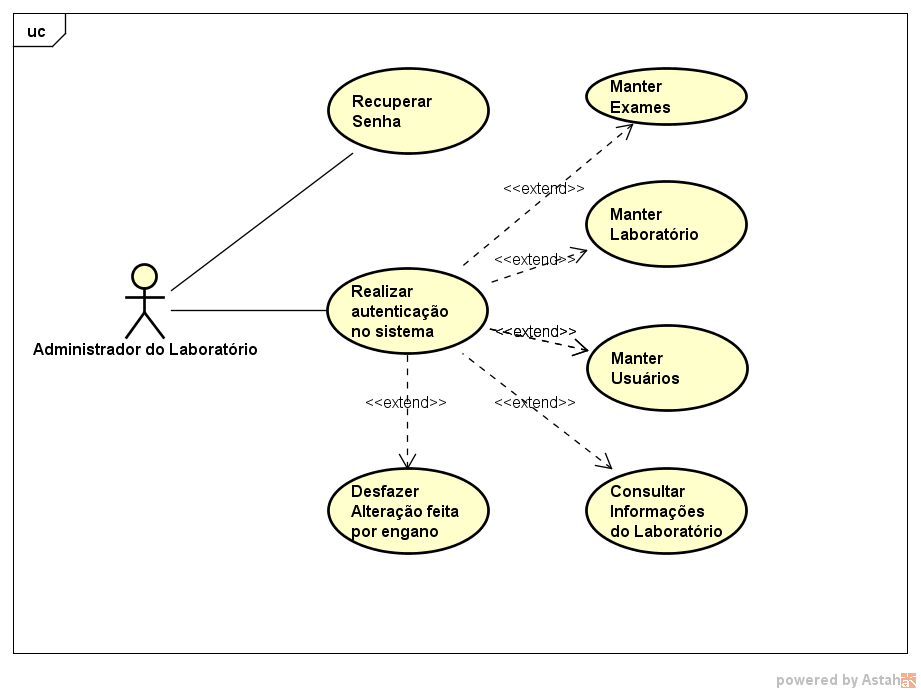 uc
Recuperar
Senha
Manter
Exames
<<extend>>
Manter
Laboratório
<<extend>>
Realizar
autenticação
no sistema
<<extend>>
Administrador do Laboratório
Manter
Usuários
<<extend>>
<<extend>>
Desfazer
Alteração feita
por engano
Consultar
Informações
do Laboratório
powered by Astah